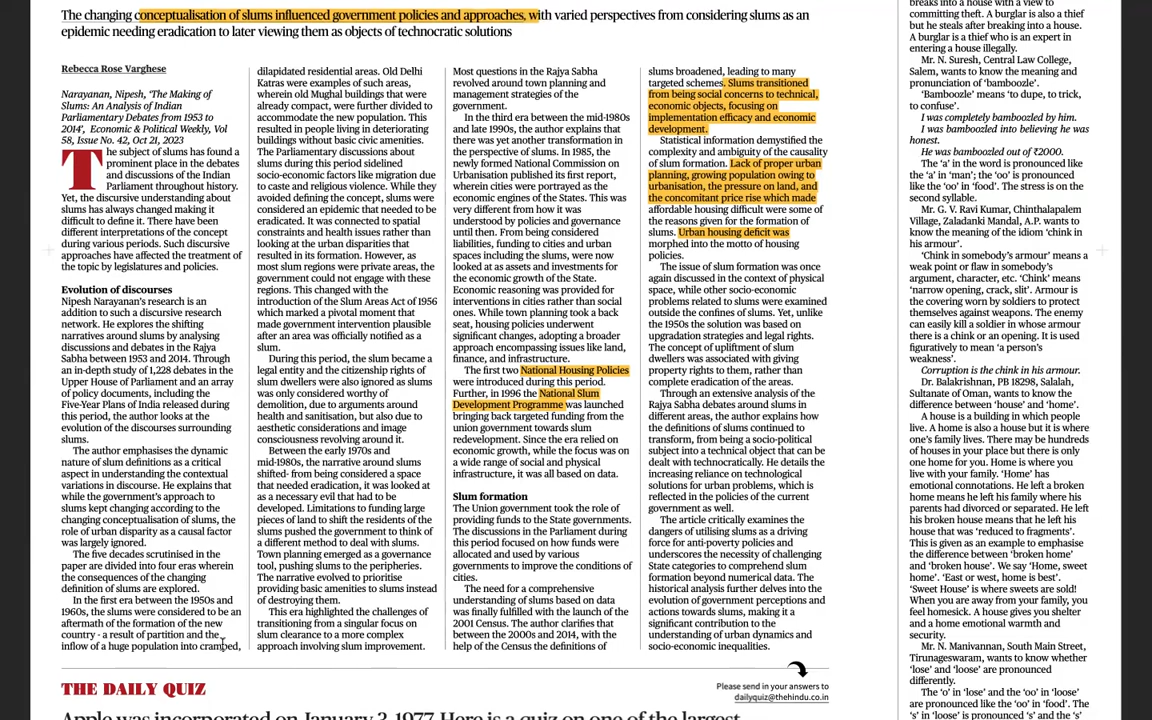 The changing conceptualisation of slums influenced government policies and approaches, with varied perspectives from considering slums as an
epidemic needing eradication to later viewing them as objects of technocratic solutions
Rebecca Rose Varghese
Narayanan, Nipesh, ‘The Making of
Slums: An Analysis of Indian
Parliamentary Debates from 1953 to
2014’, Economic & Political Weekly, Vol
58, Issue No. 42, Oct 21, 2023
The subject of slums has found a
prominent place in the debates
and discussions of the Indian
Parliament throughout history.
Yet, the discursive understanding about
slums has always changed making it
difficult to define it. There have been
different interpretations of the concept
during various periods. Such discursive
approaches have affected the treatment of
the topic by legislatures and policies.
Evolution of discourses
Nipesh Narayanan’s research is an
addition to such a discursive research
network. He explores the shifting
narratives around slums by analysing
discussions and debates in the Rajya
Sabha between 1953 and 2014. Through
an in-depth study of 1,228 debates in the
Upper House of Parliament and an array
of policy documents, including the
Five-Year Plans of India released during
this period, the author looks at the
evolution of the discourses surrounding
slums.
The author emphasises the dynamic
nature of slum definitions as a critical
aspect in understanding the contextual
variations in discourse. He explains that
while the government’s approach to
slums kept changing according to the
changing conceptualisation of slums, the
role of urban disparity as a causal factor
was largely ignored.
The five decades scrutinised in the
paper are divided into four eras wherein
the consequences of the changing
definition of slums are explored.
In the first era between the 1950s and
1960s, the slums were considered to be an
aftermath of the formation of the new
country - a result of partition and the
inflow of a huge population into cramped,
dilapidated residential areas. Old Delhi
Katras were examples of such areas,
wherein old Mughal buildings that were
already compact, were further divided to
accommodate the new population. This
resulted in people living in deteriorating
buildings without basic civic amenities.
The Parliamentary discussions about
slums during this period sidelined
socio-economic factors like migration due
to caste and religious violence. While they
avoided defining the concept, slums were
considered an epidemic that needed to be
eradicated. It was connected to spatial
constraints and health issues rather than
looking at the urban disparities that
resulted in its formation. However, as
most slum regions were private areas, the
government could not engage with these
regions. This changed with the
introduction of the Slum Areas Act of 1956
which marked a pivotal moment that
made government intervention plausible
after an area was officially notified as a
slum.
During this period, the slum became a
legal entity and the citizenship rights of
slum dwellers were also ignored as slums
was only considered worthy of
demolition, due to arguments around
health and sanitisation, but also due to
aesthetic considerations and image
consciousness revolving around it.
Between the early 1970s and
mid-1980s, the narrative around slums
shifted- from being considered a space
that needed eradication, it was looked at
as a necessary evil that had to be
developed. Limitations to funding large
pieces of land to shift the residents of the
slums pushed the government to think of
a different method to deal with slums.
Town planning emerged as a governance
tool, pushing slums to the peripheries.
The narrative evolved to prioritise
providing basic amenities to slums instead
of destroying them.
This era highlighted the challenges of
transitioning from a singular focus on
slum clearance to a more complex
approach involving slum improvement.
Most questions in the Rajya Sabha
revolved around town planning and
management strategies of the
government.
In the third era between the mid-1980s
and late 1990s, the author explains that
there was yet another transformation in
the perspective of slums. In 1985, the
newly formed National Commission on
Urbanisation published its first report,
wherein cities were portrayed as the
economic engines of the States. This was
very different from how it was
understood by policies and governance
until then. From being considered
liabilities, funding to cities and urban
spaces including the slums, were now
looked at as assets and investments for
the economic growth of the State.
Economic reasoning was provided for
interventions in cities rather than social
ones. While town planning took a back
seat, housing policies underwent
significant changes, adopting a broader
approach encompassing issues like land,
finance, and infrastructure.
The first two National Housing Policies
were introduced during this period.
Further, in 1996 the National Slum
Development Programme was launched
bringing back targeted funding from the
union government towards slum
redevelopment. Since the era relied on
economic growth, while the focus was on
a wide range of social and physical
infrastructure, it was all based on data.
Slum formation
The Union government took the role of
providing funds to the State governments.
The discussions in the Parliament during
this period focused on how funds were
allocated and used by various
governments to improve the conditions of
cities.
The need for a comprehensive
understanding of slums based on data
was finally fulfilled with the launch of the
2001 Census. The author clarifies that
between the 2000s and 2014, with the
help of the Census the definitions of
slums broadened, leading to many
targeted schemes. Slums transitioned
from being social concerns to technical,
economic objects, focusing on
implementation efficacy and economic
development.
Statistical information demystified the
complexity and ambiguity of the causality
of slum formation. Lack of proper urban
planning, growing population owing to
urbanisation, the pressure on land, and
the concomitant price rise which made
affordable housing difficult were some of
the reasons given for the formation of
slums. Urban housing deficit was
morphed into the motto of housing
policies.
The issue of slum formation was once
again discussed in the context of physical
space, while other socio-economic
problems related to slums were examined
outside the confines of slums. Yet, unlike
the 1950s the solution was based on
upgradation strategies and legal rights.
The concept of upliftment of slum
dwellers was associated with giving
property rights to them, rather than
complete eradication of the areas.
Through an extensive analysis of the
Rajya Sabha debates around slums in
different areas, the author explains how
the definitions of slums continued to
transform, from being a socio-political
subject into a technical object that can be
dealt with technocratically. He details the
increasing reliance on technological
solutions for urban problems, which is
reflected in the policies of the current
government as well.
The article critically examines the
dangers of utilising slums as a driving
force for anti-poverty policies and
underscores the necessity of challenging
State categories to comprehend slum
formation beyond numerical data. The
historical analysis further delves into the
evolution of government perceptions and
actions towards slums, making it a
significant contribution to the
understanding of urban dynamics and
socio-economic inequalities.
breaks into a house with a view to
committing theft. A burglar is also a thief
but he steals after breaking into a house.
A burglar is a thief who is an expert in
entering a house illegally.
Mr. N. Suresh, Central Law College,
Salem, wants to know the meaning and
pronunciation of ‘bamboozle’.
‘Bamboozle’ means ‘to dupe, to trick,
to confuse’.
I was completely bamboozled by him.
I was bamboozled into believing he was
honest.
He was bamboozled out of ₹2000.
The ‘a’ in the word is pronounced like
the ‘a’ in ‘man’; the ‘oo’ is pronounced
like the ‘oo’ in ‘food’. The stress is on the
second syllable.
Mr. G. V. Ravi Kumar, Chinthalapalem
Village, Zaladanki Mandal, A.P. wants to
know the meaning of the idiom ‘chink in
his armour’.
‘Chink in somebody’s armour’ means a
weak point or flaw in somebody’s
argument, character, etc. ‘Chink’ means
‘narrow opening, crack, slit’. Armour is
the covering worn by soldiers to protect
themselves against weapons. The enemy
can easily kill a soldier in whose armour
there is a chink or an opening. It is used
figuratively to mean ‘a person’s
weakness’.
Corruption is the chink in his armour.
Dr. Balakrishnan, PB 18298, Salalah,
Sultanate of Oman, wants to know the
difference between ‘house’ and ‘home’.
A house is a building in which people
live. A home is also a house but it is where
one’s family lives. There may be hundreds
of houses in your place but there is only
one home for you. Home is where you
live with your family. ‘Home’ has
emotional connotations. He left a broken
home means he left his family where his
parents had divorced or separated. He left
his broken house means that he left his
house that was ‘reduced to fragments’.
This is given as an example to emphasise
the difference between ‘broken home’
and ‘broken house’. We say ‘Home, sweet
home’. ‘East or west, home is best’.
‘Sweet House’ is where sweets are sold!
When you are away from your family, you
feel homesick. A house gives you shelter
and a home emotional warmth and
security.
Mr. N. Manivannan, South Main Street,
Tirunageswaram, wants to know whether
‘lose’ and ‘loose’ are pronounced
differently.
The ‘o’ in ‘lose’ and the ‘oo’ in ‘loose’
are pronounced like the ‘oo’ in ‘food’. The
‘s’ in ‘loose’ is pronounced ‘s’ and the ‘s’
THE DAILY QUIZ
Please send in your answers to
dailyquiz@thehindu.co.in
Apple was incorporated on January 3, 1977. Here is a quiz on one of the largest